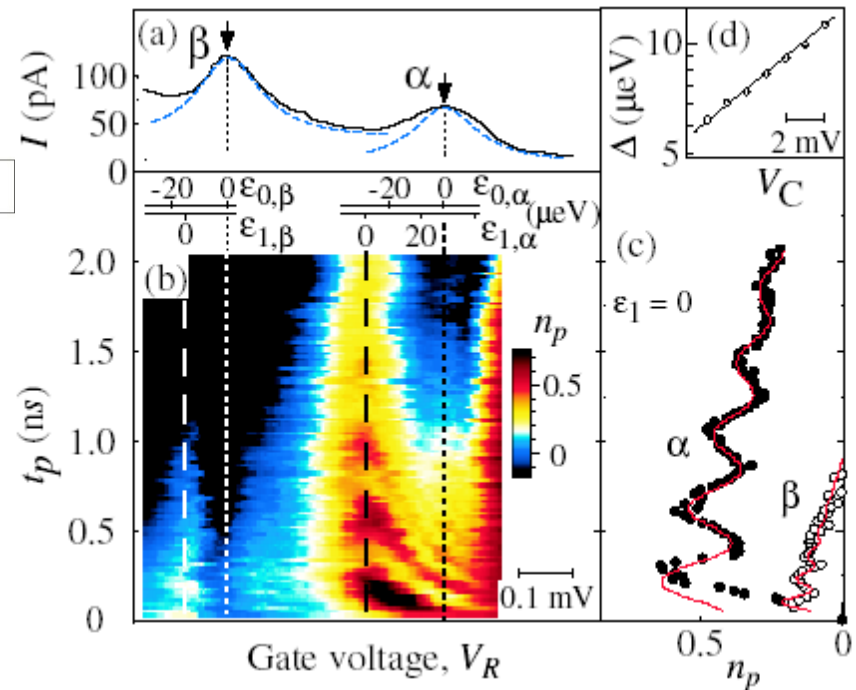 (a)
β
α
I (pA)
100
50
0
-20 0 ε0,β
-20 0 ε0,α
(μeV)
0 ε1,β
0 20 ε1,α
(b)
2.0
1.5
1.0
0.5
0
tp (ns)
np
0.5
0
0.1 mV
Gate voltage, VR
(d)
Δ (μeV)
10
5
2 mV
VC
(c)
ε1 = 0
α
β
0.5 0
np